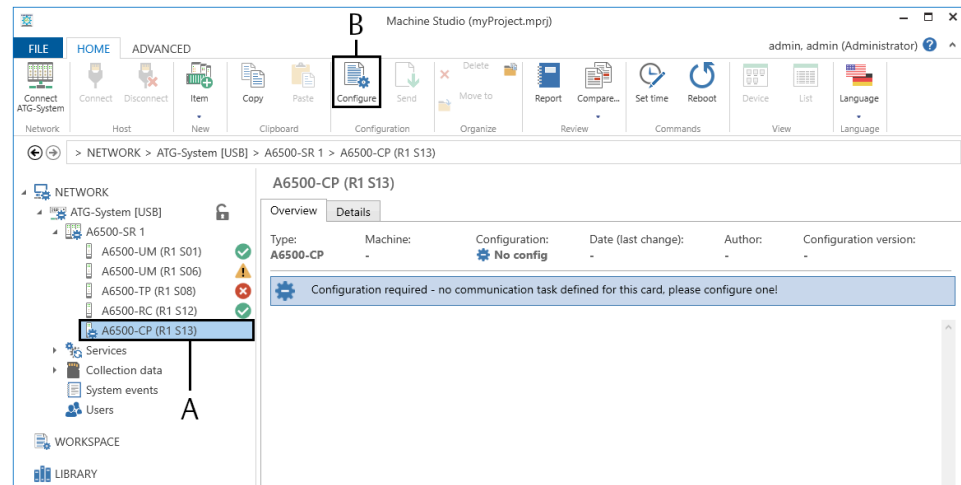 B
Machine Studio (myProject.mprj)
FILE HOME ADVANCED admin, admin (Administrator) ?
Connect ATG-System Connect Disconnect Item Copy Paste Configure Send Delete Move to Report Compare... Set time Reboot Device List Language
Network Host New Clipboard Configuration Organize Review Commands View Language
> NETWORK > ATG-System [USB] > A6500-SR 1 > A6500-CP (R1 S13)
NETWORK
ATG-System [USB]
A6500-SR 1
A6500-UM (R1 S01)
A6500-UM (R1 S06)
A6500-TP (R1 S08)
A6500-RC (R1 S12)
A6500-CP (R1 S13)
Services
Collection data
System events
Users
A
WORKSPACE
LIBRARY
A6500-CP (R1 S13)
Overview Details
Type: Machine: Configuration: Date (last change): Author: Configuration version:
A6500-CP - No config - - -
Configuration required - no communication task defined for this card, please configure one!